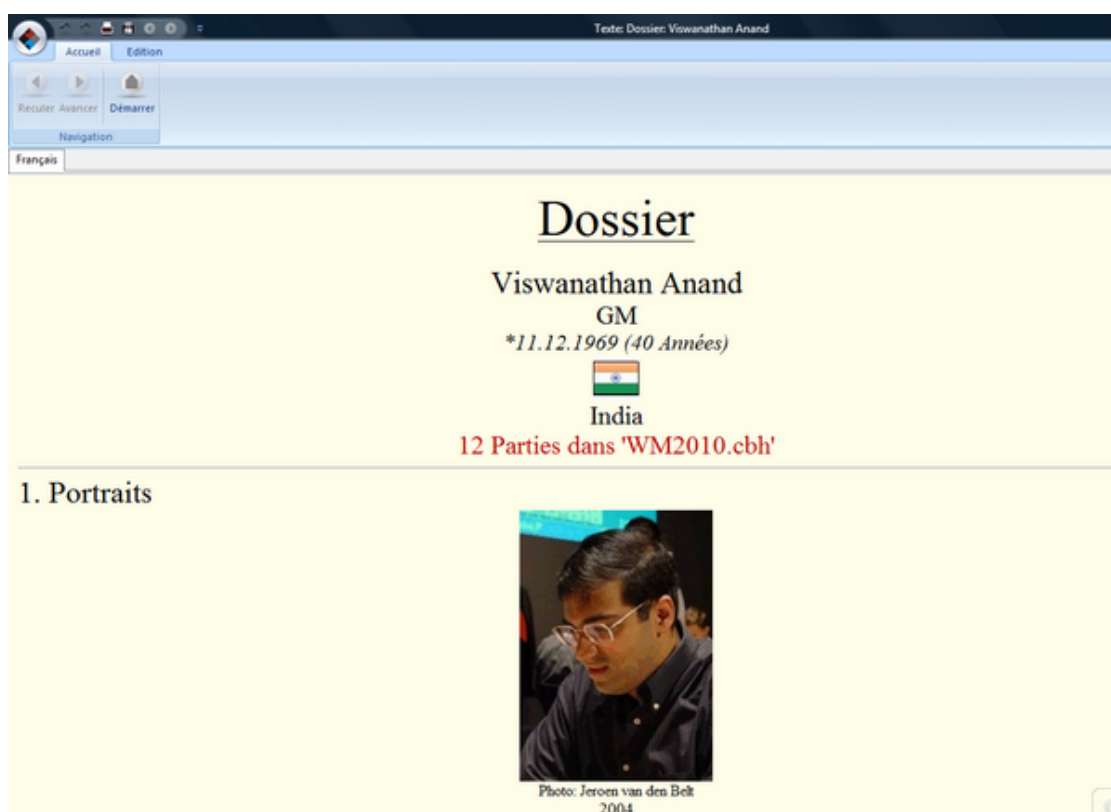 Texte: Dossier: Viswanathan Anand
Accueil Edition
Reculer Avancer Démarrer
Navigation
Français
Dossier
Viswanathan Anand
GM
*11.12.1969 (40 Années)
India
12 Parties dans 'WM2010.cbh'
1. Portraits
Photo: Jeroen van den Belt
2004